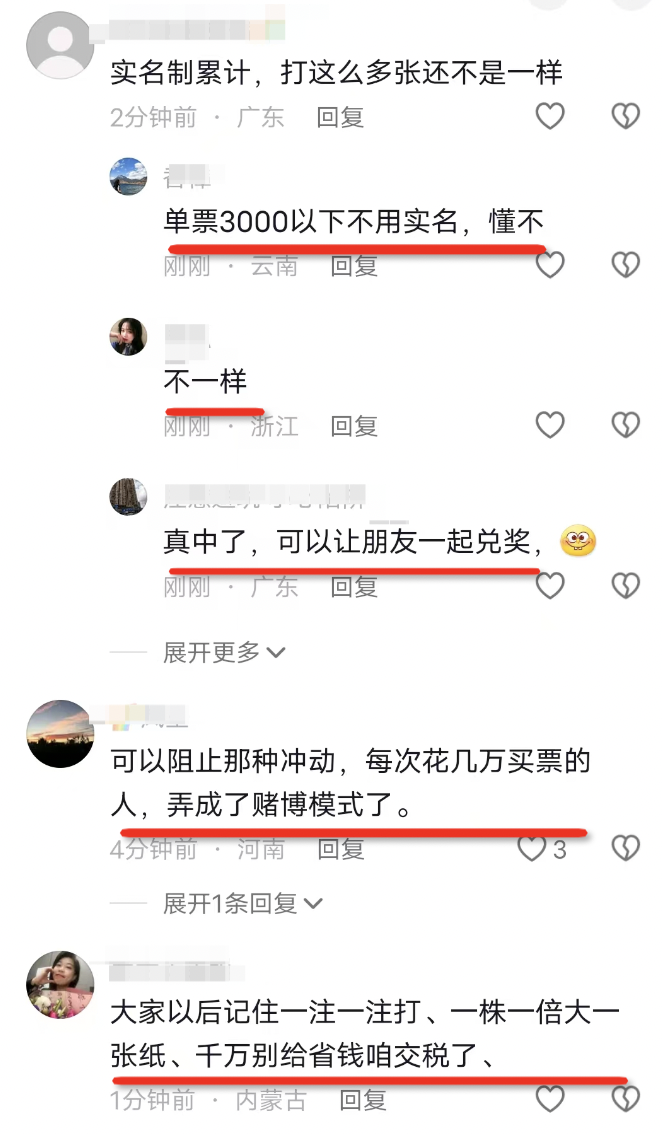 实名制累计，打这么多张还不是一样
2分钟前 · 广东 回复
单票3000以下不用实名，懂不
刚刚 · 云南 回复
不一样
刚刚 · 浙江 回复
真中了，可以让朋友一起兑奖，
刚刚 · 广东 回复
展开更多
可以阻止那种冲动，每次花几万买票的
人，弄成了赌博模式了。
4分钟前 · 河南 回复 3
展开1条回复
大家以后记住一注一注打、一株一倍大一
张纸、千万别给省钱咱交税了、
1分钟前 · 内蒙古 回复